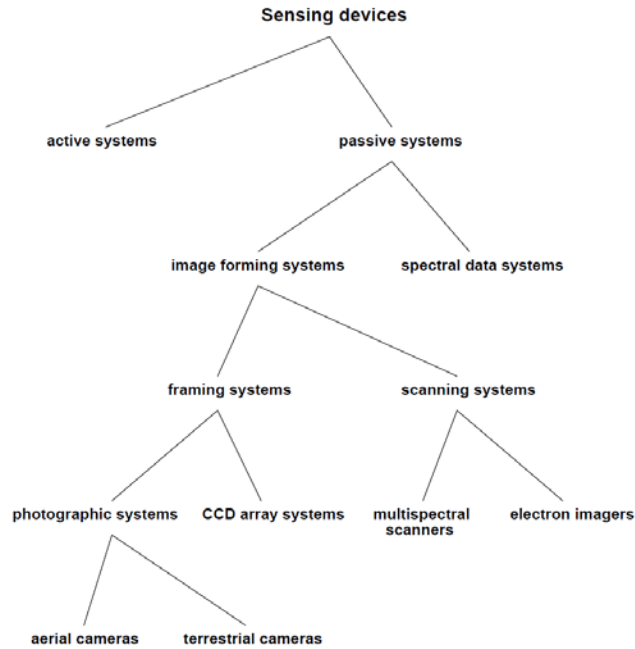 Sensing devices
active systems
passive systems
image forming systems
spectral data systems
framing systems
scanning systems
photographic systems
CCD array systems
multispectral
scanners
electron imagers
aerial cameras
terrestrial cameras